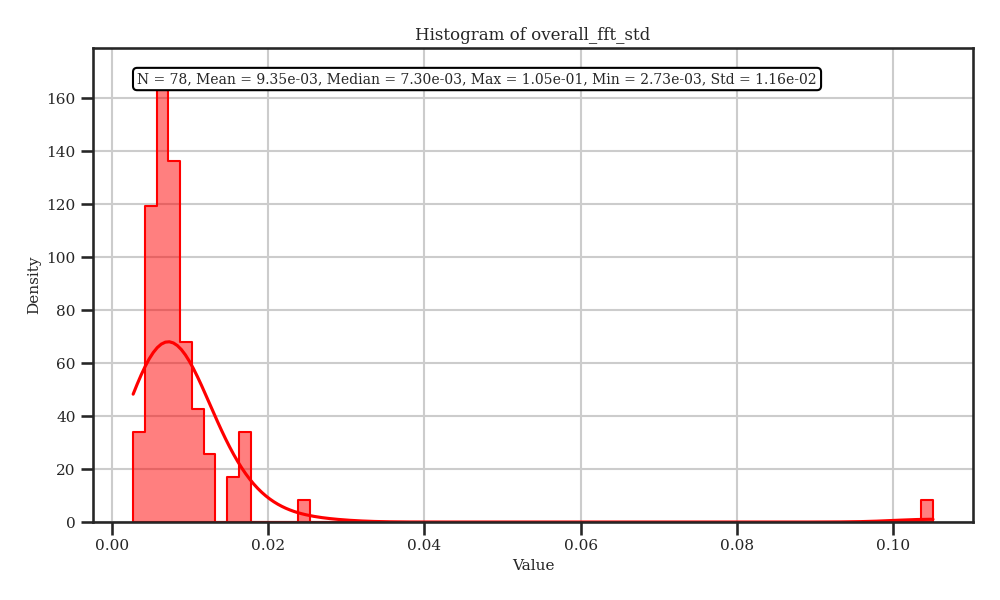 Histogram of overall_fft_std
N = 78, Mean = 9.35e-03, Median = 7.30e-03, Max = 1.05e-01, Min = 2.73e-03, Std = 1.16e-02
160
140
120
100
80
60
40
20
0
Density
0.00 0.02 0.04 0.06 0.08 0.10
Value